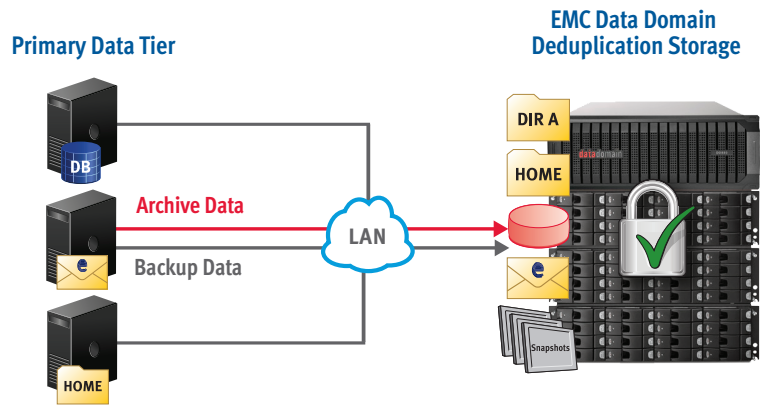 EMC Data Domain
Deduplication Storage
Primary Data Tier
DB
Archive Data
Backup Data
e
HOME
LAN
DIR A
HOME
e
Snapshots
datadomain